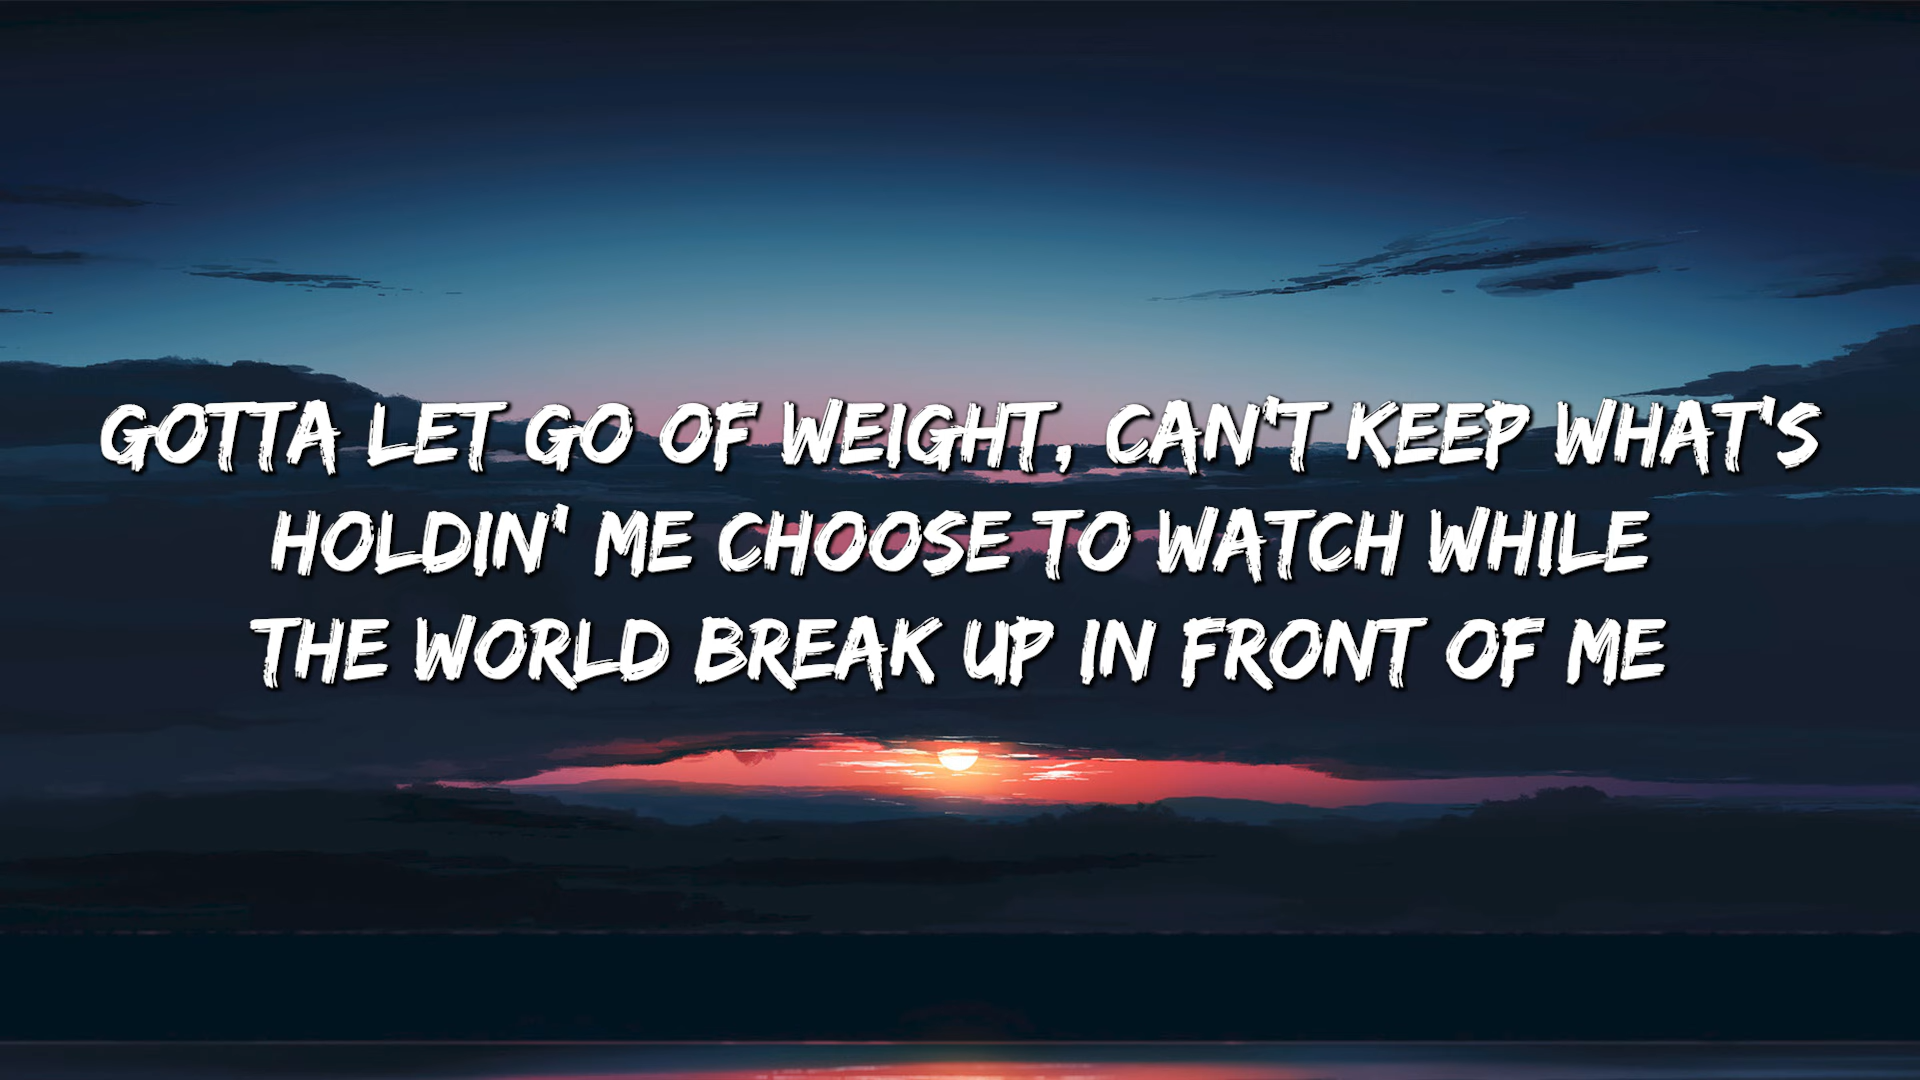 GOTTA LET GO OF WEIGHT, CAN'T KEEP WHAT'S
HOLDIN' ME CHOOSE TO WATCH WHILE
THE WORLD BREAK UP IN FRONT OF ME